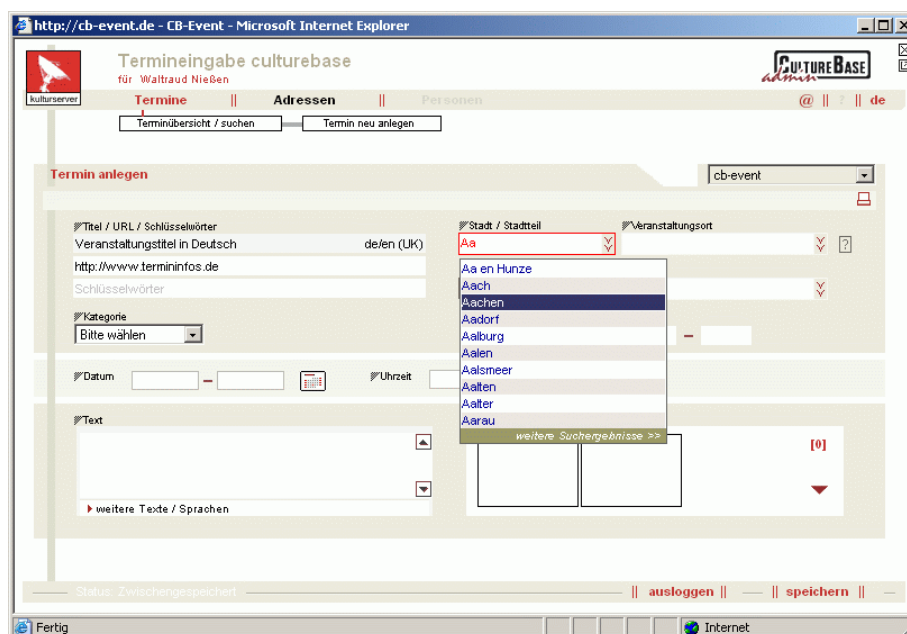 http://cb-event.de - CB-Event - Microsoft Internet Explorer
Termineingabe culturebase
für Waltraud Nießen
CULTUREBASE
admin
kulturserver
Termine || Adressen || Personen
@ || ? || de
Terminübersicht / suchen
Termin neu anlegen
Termin anlegen
cb-event
Titel / URL / Schlüsselwörter
Stadt / Stadtteil
Veranstaltungsort
Veranstaltungstitel in Deutsch
de/en (UK)
Aa
?
http://www.termininfos.de
Schlüsselwörter
Aa en Hunze
Aach
Aachen
Aadorf
Aalburg
Aalen
Aalsmeer
Aalten
Aalter
Aarau
weitere Suchergebnisse >>
Kategorie
Bitte wählen
Datum
Uhrzeit
Text
[0]
weitere Texte / Sprachen
Status: Zwischengespeichert
|| ausloggen || || speichern ||
Fertig
Internet